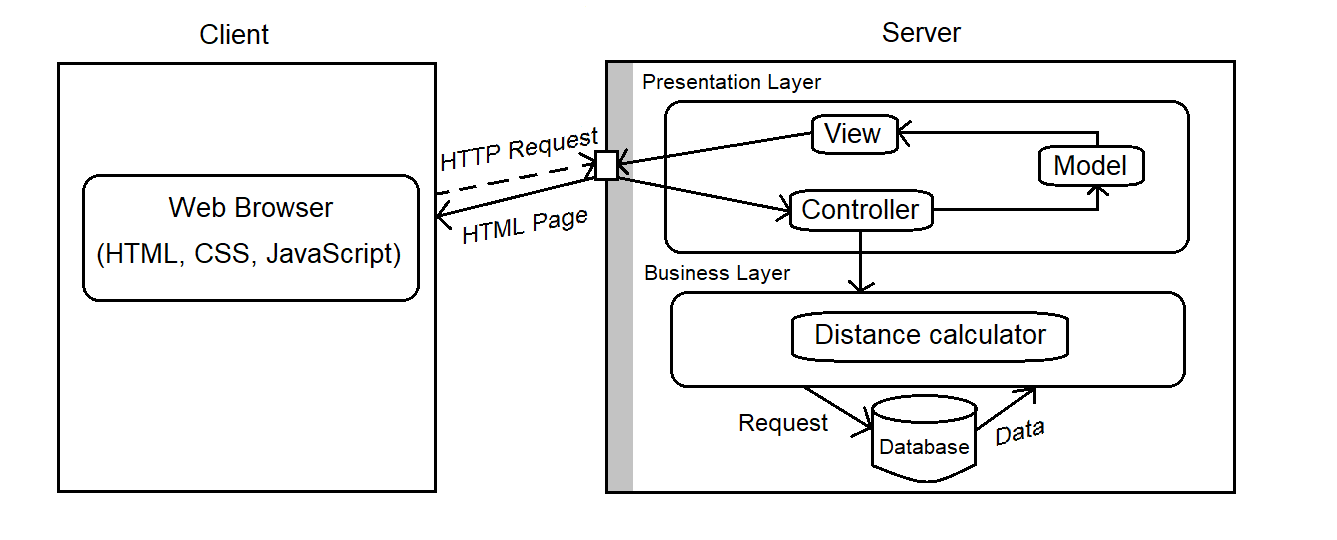 Client
Server
Presentation Layer
View
HTTP Request
Model
Web Browser
Controller
HTML Page
(HTML, CSS, JavaScript)
Business Layer
Distance calculator
Request
Data
Database